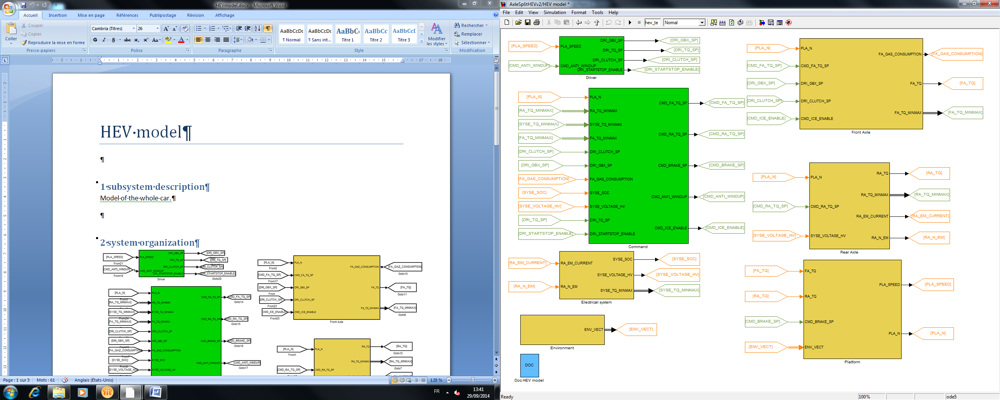 HEVmodel.docx - Microsoft Word
Accueil Insertion Mise en page Références Publipostage Révision Affichage
Coller
Couper
Copier
Reproduire la mise en forme
Presse-papiers
Cambria (Titres) 26
G I S abc X₂ X² Aa
Police
Paragraphe
AaBbCcDc AaBbCcDc AaBbCc AaBbCc AaBbCcI
¶ Normal ¶ Sans int... Titre 1 Titre 2 Titre 3
Style
Modifier
les styles
Rechercher
Remplacer
Sélectionner
Modification
2 1 1 2 3 4 5 6 7 8 9 10 11 12 13 14 15 17 18
HEV·model¶
¶
1·subsystem·description¶
Model·of·the·whole·car.¶
¶
2·system·organization¶
[PLA_SPEED]
From21
[CMD_ANTI_WINDUP]
From19
PLA_SPEED
CMD_ANTI_WINDUP
DRI_GBX_SP
DRI_TQ_SP
DRI_CLUTCH_SP
DRI_STARTSTOP_ENABLE
Driver
[DRI_GBX_SP]
[DRI_TQ_SP]
[DRI_CLUTCH_SP]
[DRI_STARTSTOP_ENABLE]
Goto20
[PLA_N]
[RA_TQ_MINMAX]
[SYSE_TQ_MINMAX]
[FA_TQ_MINMAX]
[DRI_CLUTCH_SP]
[DRI_GBX_SP]
[FA_GAZ_CONSUMPTION]
[SYSE_SOC]
[SYSE_VOLTAGE_HV]
PLA_N
RA_TQ_MINMAX
SYSE_TQ_MINMAX
FA_TQ_MINMAX
DRI_CLUTCH_SP
DRI_GBX_SP
FA_GAZ_CONSUMPTION
SYSE_SOC
SYSE_VOLTAGE_HV
CMD_FA_TQ_SP
CMD_RA_TQ_SP
CMD_BRAKE_SP
CMD_ANTI_WINDUP
[CMD_FA_TQ_SP]
Goto14
[CMD_RA_TQ_SP]
Goto15
[CMD_BRAKE_SP]
Goto16
[CMD_ANTI_WINDUP]
Goto17
[PLA_N]
From2
[CMD_FA_TQ_SP]
From17
[DRI_GBX_SP]
From
[DRI_CLUTCH_SP]
From23
[CMD_ICE_ENABLE]
From25
PLA_N
CMD_FA_TQ_SP
DRI_GBX_SP
DRI_CLUTCH_SP
CMD_ICE_ENABLE
FA_GAZ_CONSUMPTION
FA_TQ
FA_TQ_MINMAX
Front Axle
[FA_GAZ_CONSUMPTION]
Goto10
[FA_TQ]
Goto11
[FA_TQ_MINMAX]
Goto6
[PLA_N]
From1
[CMD_RA_TQ_SP]
PLA_N
CMD_RA_TQ_SP
RA_TQ
RA_TQ_MINMAX
[RA_TQ]
Goto12
[RA_TQ_MINMAX]
Goto7
Page : 1 sur 3 Mots : 61 Anglais (États-Unis) 128 %
FR
13:41
29/09/2014
AxleSplitHEVv2/HEV model *
File Edit View Simulation Format Tools Help
hev_te Normal
[PLA_SPEED]
[CMD_ANTI_WINDUP]
PLA_SPEED
CMD_ANTI_WINDUP
DRI_GBX_SP
DRI_TQ_SP
DRI_CLUTCH_SP
DRI_STARTSTOP_ENABLE
Driver
[DRI_GBX_SP]
[DRI_TQ_SP]
[DRI_CLUTCH_SP]
[DRI_STARTSTOP_ENABLE]
[PLA_N]
[RA_TQ_MINMAX]
[SYSE_TQ_MINMAX]
[FA_TQ_MINMAX]
[DRI_CLUTCH_SP]
[DRI_GBX_SP]
[FA_GAS_CONSUMPTION]
[SYSE_SOC]
[SYSE_VOLTAGE_HV]
[DRI_TQ_SP]
[DRI_STARTSTOP_ENABLE]
PLA_N
RA_TQ_MINMAX
SYSE_TQ_MINMAX
FA_TQ_MINMAX
DRI_CLUTCH_SP
DRI_GBX_SP
FA_GAS_CONSUMPTION
SYSE_SOC
SYSE_VOLTAGE_HV
DRI_TQ_SP
DRI_STARTSTOP_ENABLE
CMD_FA_TQ_SP
CMD_RA_TQ_SP
CMD_BRAKE_SP
CMD_ANTI_WINDUP
CMD_ICE_ENABLE
Command
[CMD_FA_TQ_SP]
[CMD_RA_TQ_SP]
[CMD_BRAKE_SP]
[CMD_ANTI_WINDUP]
[CMD_ICE_ENABLE]
[RA_EM_CURRENT]
[RA_N_EM]
RA_EM_CURRENT
RA_N_EM
SYSE_SOC
SYSE_VOLTAGE_HV
SYSE_TQ_MINMAX
Electrical system
[SYSE_SOC]
[SYSE_VOLTAGE_HV]
[SYSE_TQ_MINMAX]
ENV_VECT
Environment
[ENV_VECT]
DOC
Doc HEV model
[PLA_N]
[CMD_FA_TQ_SP]
[DRI_GBX_SP]
[DRI_CLUTCH_SP]
[CMD_ICE_ENABLE]
PLA_N
CMD_FA_TQ_SP
DRI_GBX_SP
DRI_CLUTCH_SP
CMD_ICE_ENABLE
FA_GAS_CONSUMPTION
FA_TQ
FA_TQ_MINMAX
Front Axle
[FA_GAS_CONSUMPTION]
[FA_TQ]
[FA_TQ_MINMAX]
[PLA_N]
[CMD_RA_TQ_SP]
[SYSE_VOLTAGE_HV]
PLA_N
CMD_RA_TQ_SP
SYSE_VOLTAGE_HV
RA_TQ
RA_TQ_MINMAX
RA_EM_CURRENT
RA_N_EM
Rear Axle
[RA_TQ]
[RA_TQ_MINMAX]
[RA_EM_CURRENT]
[RA_N_EM]
[FA_TQ]
[RA_TQ]
[CMD_BRAKE_SP]
[ENV_VECT]
FA_TQ
RA_TQ
CMD_BRAKE_SP
ENV_VECT
PLA_SPEED
PLA_N
Platform
[PLA_SPEED]
[PLA_N]
Ready 100% ode5